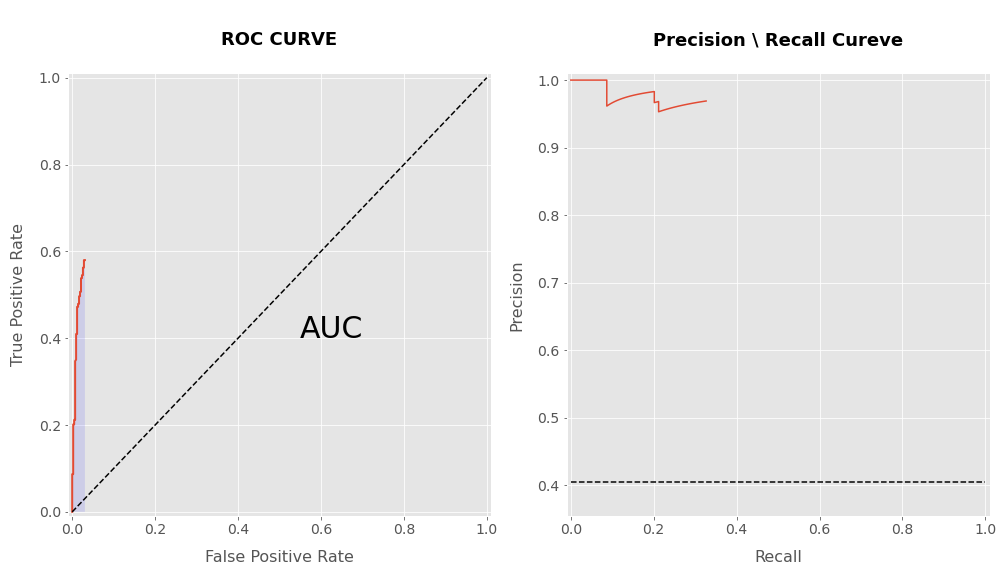 ROC CURVE
1.0
0.8
0.6
0.4
0.2
0.0
True Positive Rate
AUC
0.0 0.2 0.4 0.6 0.8 1.0
False Positive Rate
Precision \ Recall Cureve
1.0
0.9
0.8
0.7
0.6
0.5
0.4
Precision
0.0 0.2 0.4 0.6 0.8 1.0
Recall